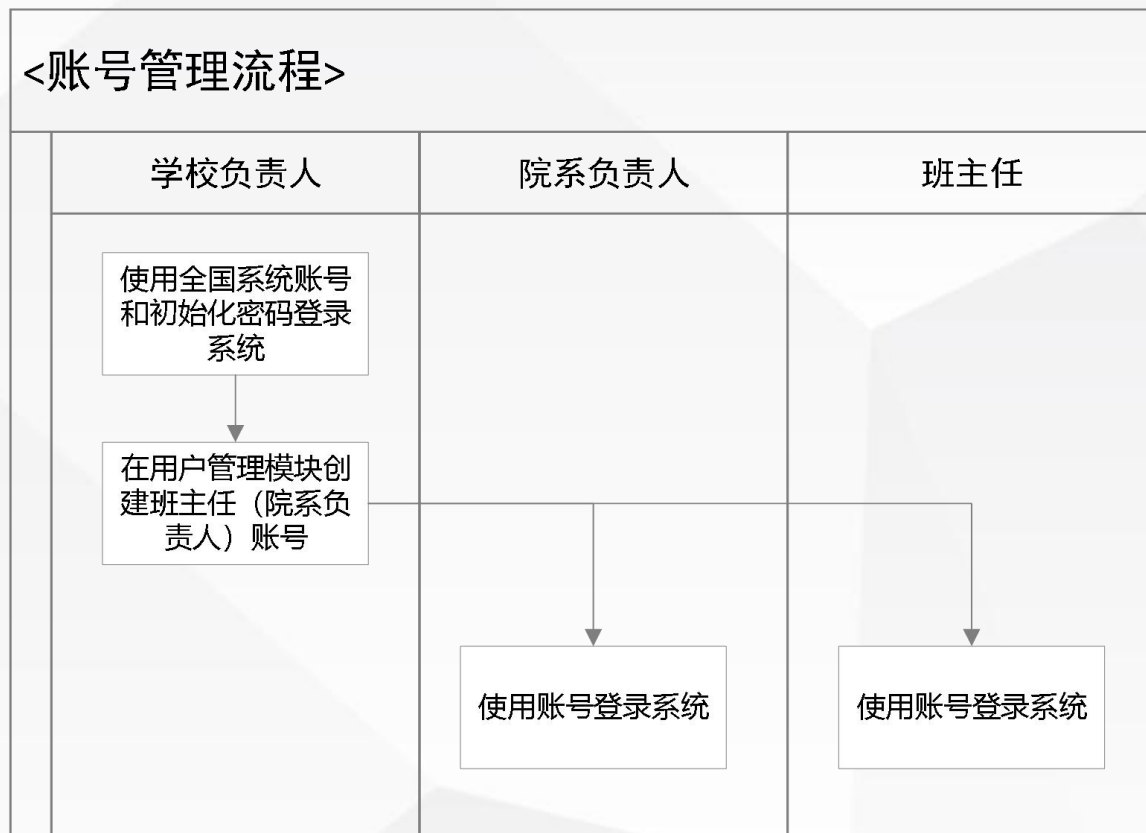 <账号管理流程>
学校负责人
院系负责人
班主任
使用全国系统账号
和初始化密码登录
系统
在用户管理模块创
建班主任（院系负
责人）账号
使用账号登录系统
使用账号登录系统